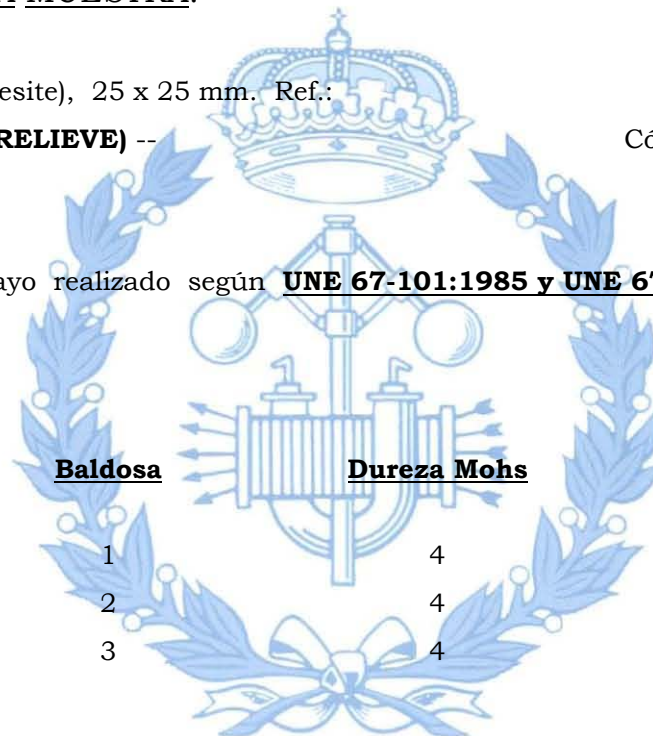 MUESTRA.
esite), 25 x 25 mm. Ref.:
RELIEVE) -- Có
ayo realizado según UNE 67-101:1985 y UNE 67
Baldosa Dureza Mohs
1 4
2 4
3 4